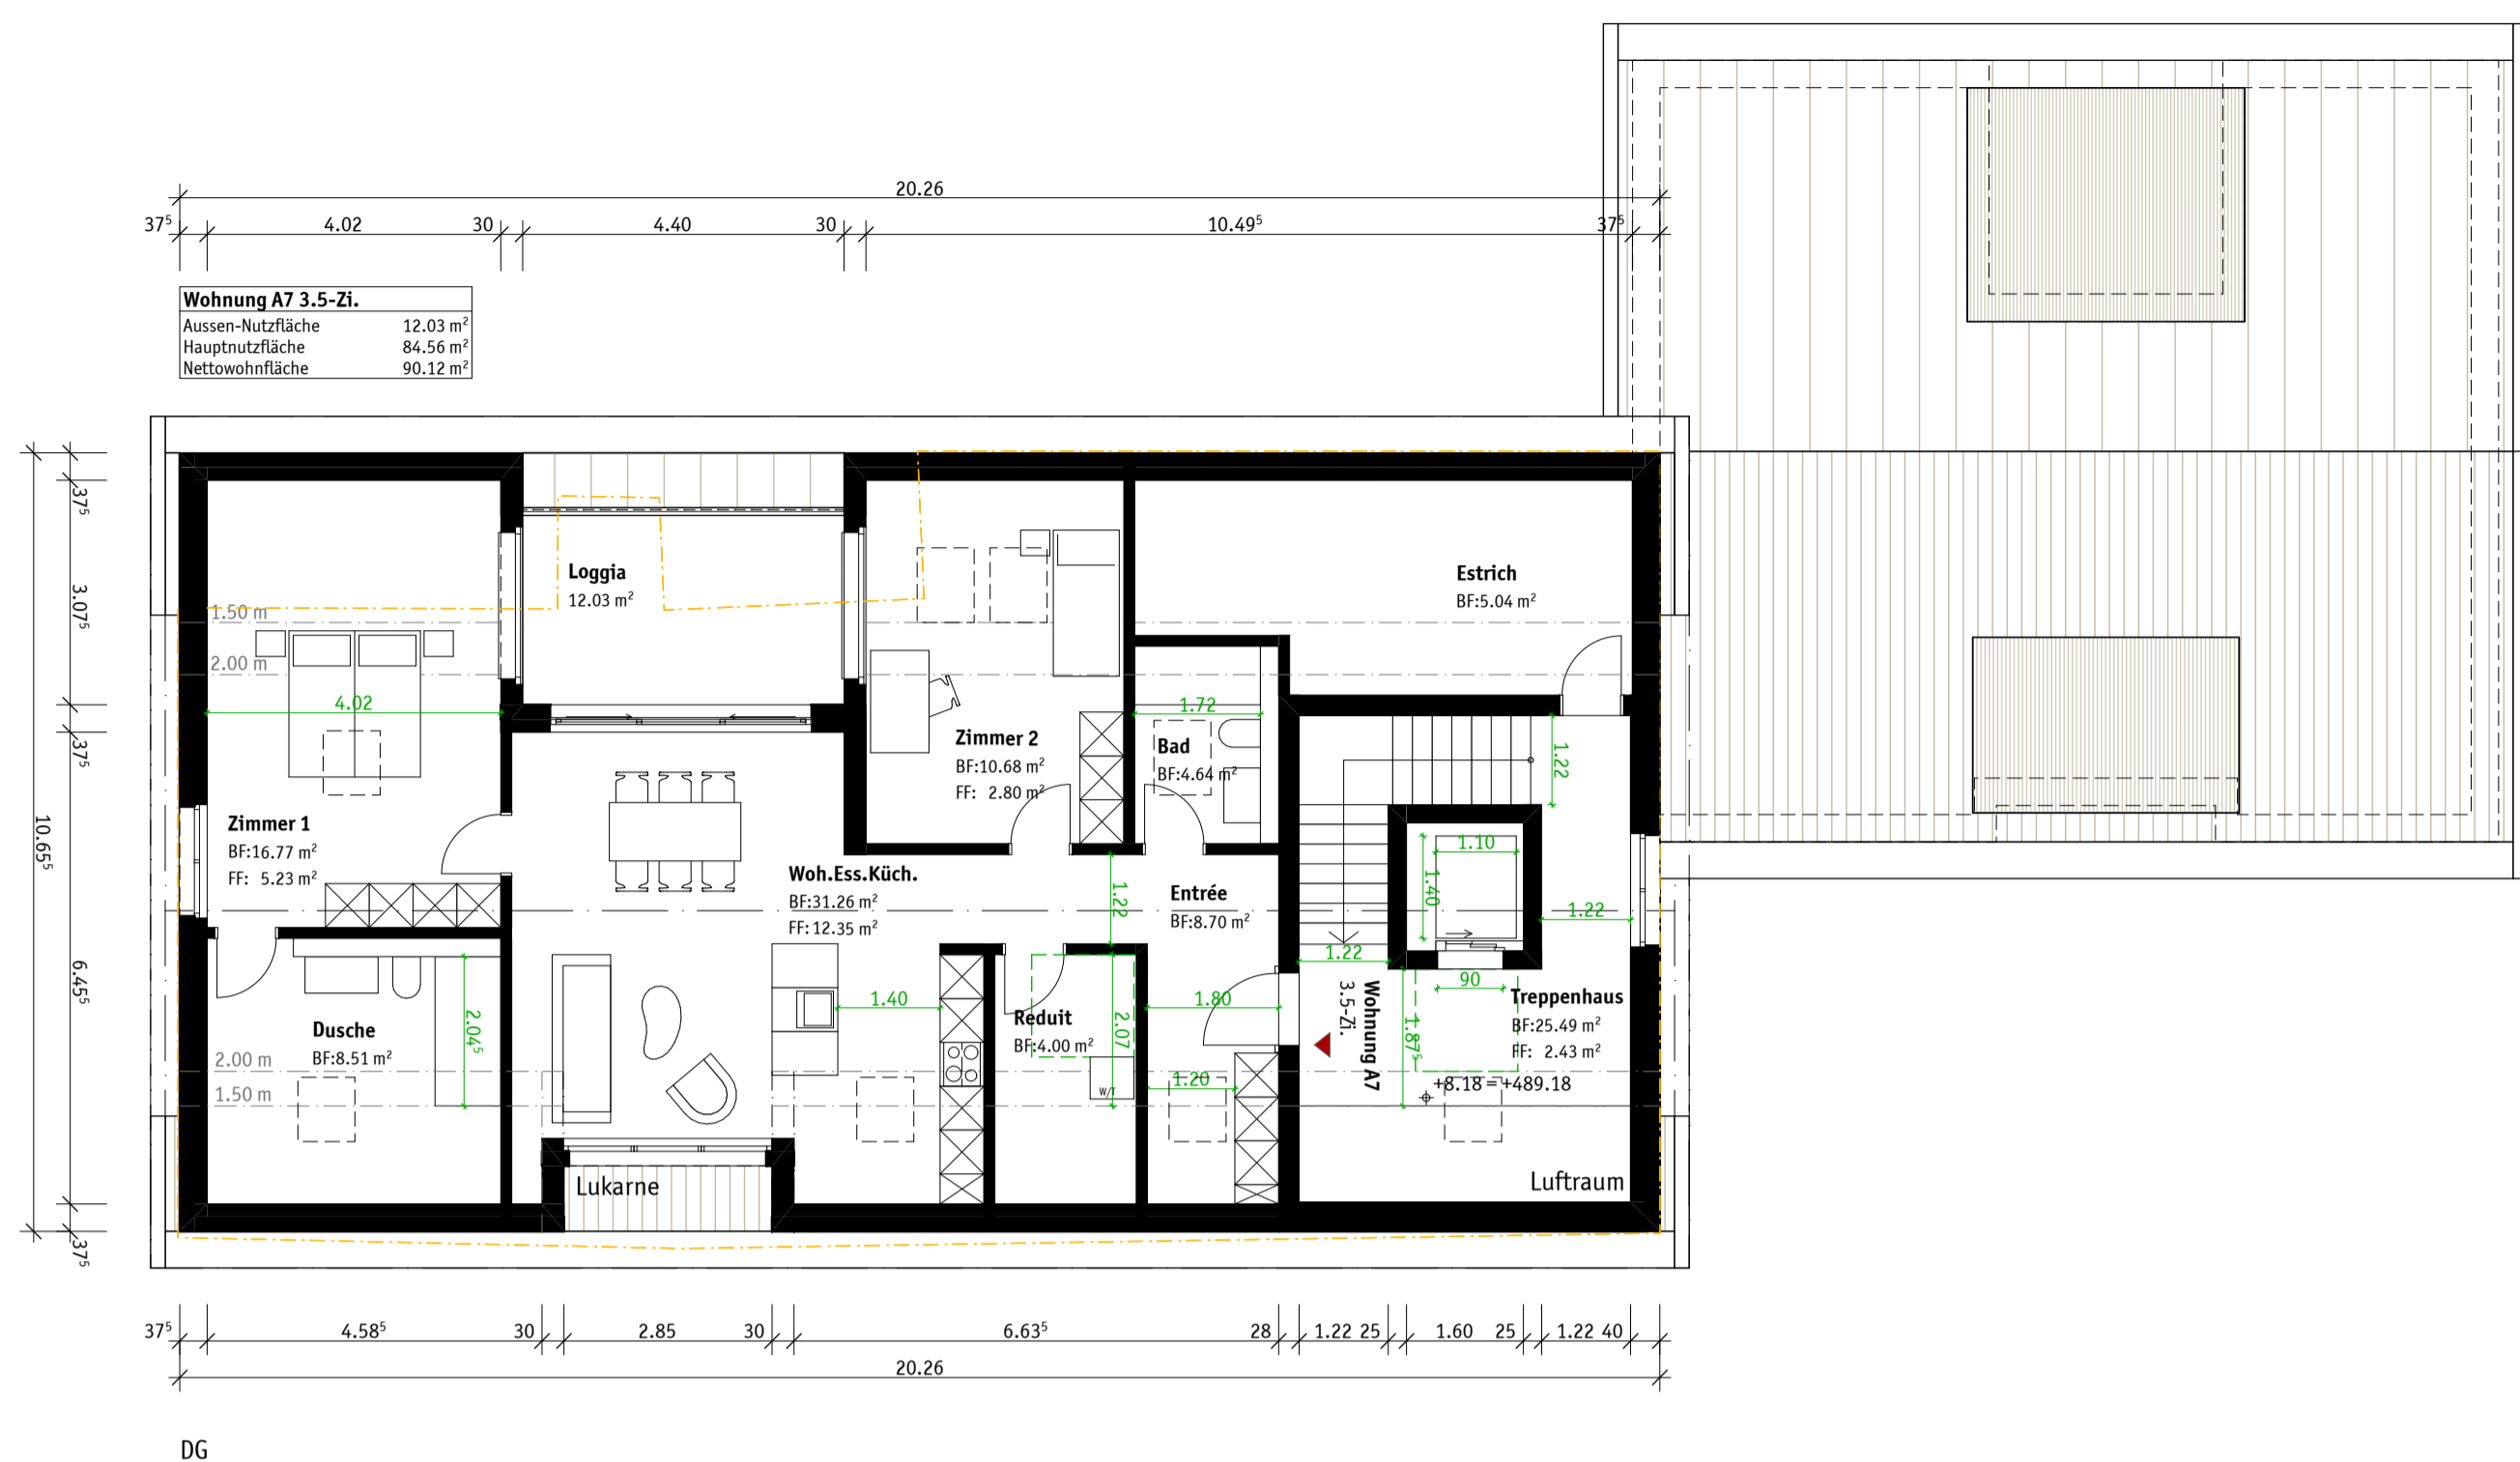 20.26
37⁵ 4.02 30 4.40 30 10.49⁵ 37⁵
Wohnung A7 3.5-Zi.
Aussen-Nutzfläche 12.03 m²
Hauptnutzfläche 84.56 m²
Nettowohnfläche 90.12 m²
10.65⁵
37⁵
3.07⁵
37⁵
6.45⁵
37⁵
Loggia
12.03 m²
Estrich
BF:5.04 m²
1.50 m
2.00 m
4.02
1.72
Zimmer 2
BF:10.68 m²
FF: 2.80 m²
Bad
BF:4.64 m²
1.22
Zimmer 1
BF:16.77 m²
FF: 5.23 m²
1.10
1.40
Woh.Ess.Küch.
BF:31.26 m²
FF: 12.35 m²
1.22
Entrée
BF:8.70 m²
1.22
1.22
90
1.40
1.80
Dusche
BF:8.51 m²
2.04⁵
Reduit
BF:4.00 m²
2.07
W/T
1.20
Wohnung A7
3.5-Zi.
1.87⁵
Treppenhaus
BF:25.49 m²
FF: 2.43 m²
+8.18 = +489.18
2.00 m
1.50 m
Lukarne
Luftraum
37⁵ 4.58⁵ 30 2.85 30 6.63⁵ 28 1.22 25 1.60 25 1.22 40
20.26
DG